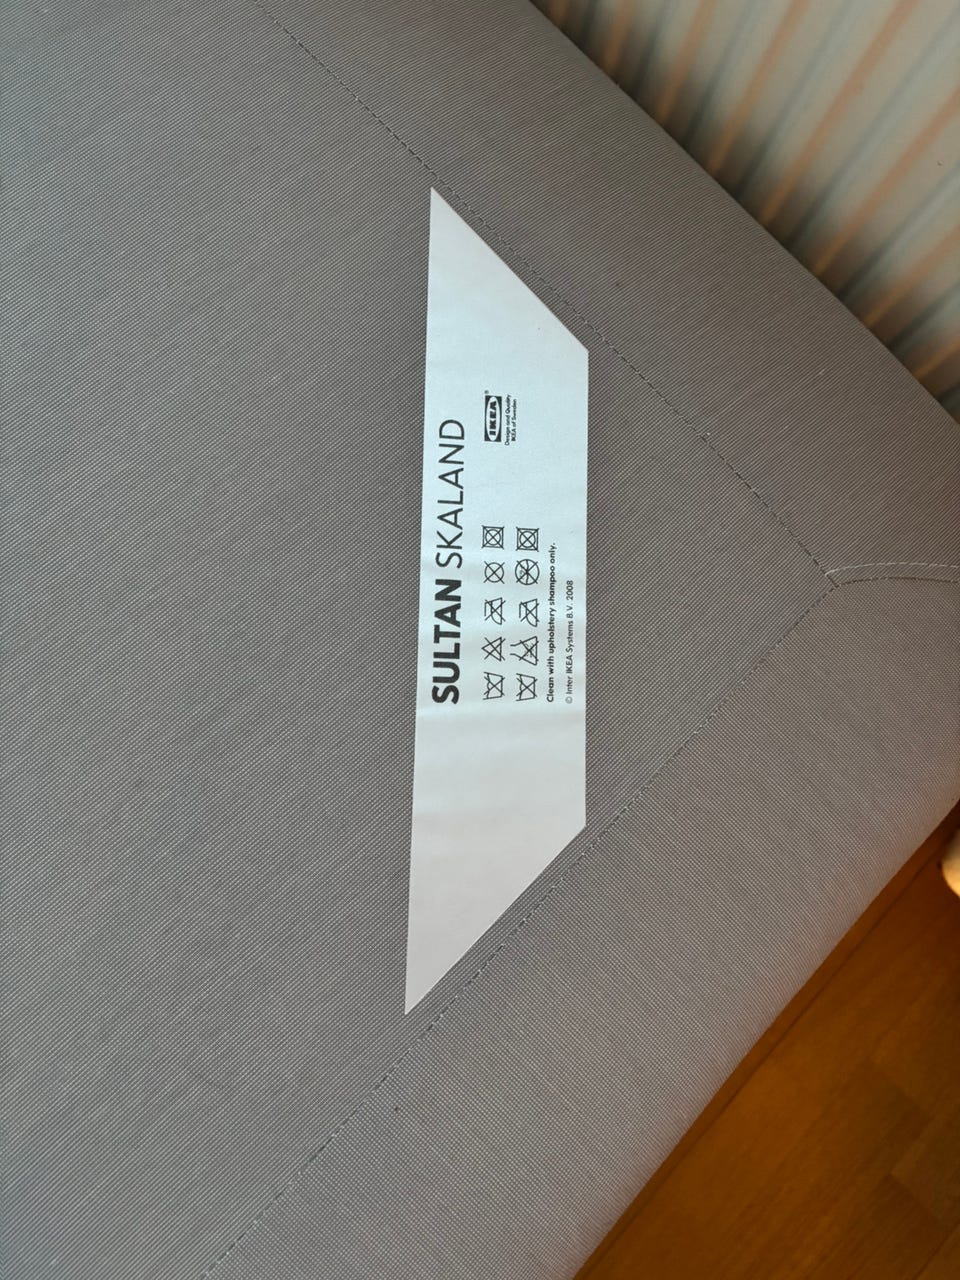 SULTAN SKALAND
IKEA®
Design and Quality
IKEA of Sweden
Clean with upholstery shampoo only.
© Inter IKEA Systems B.V. 2008